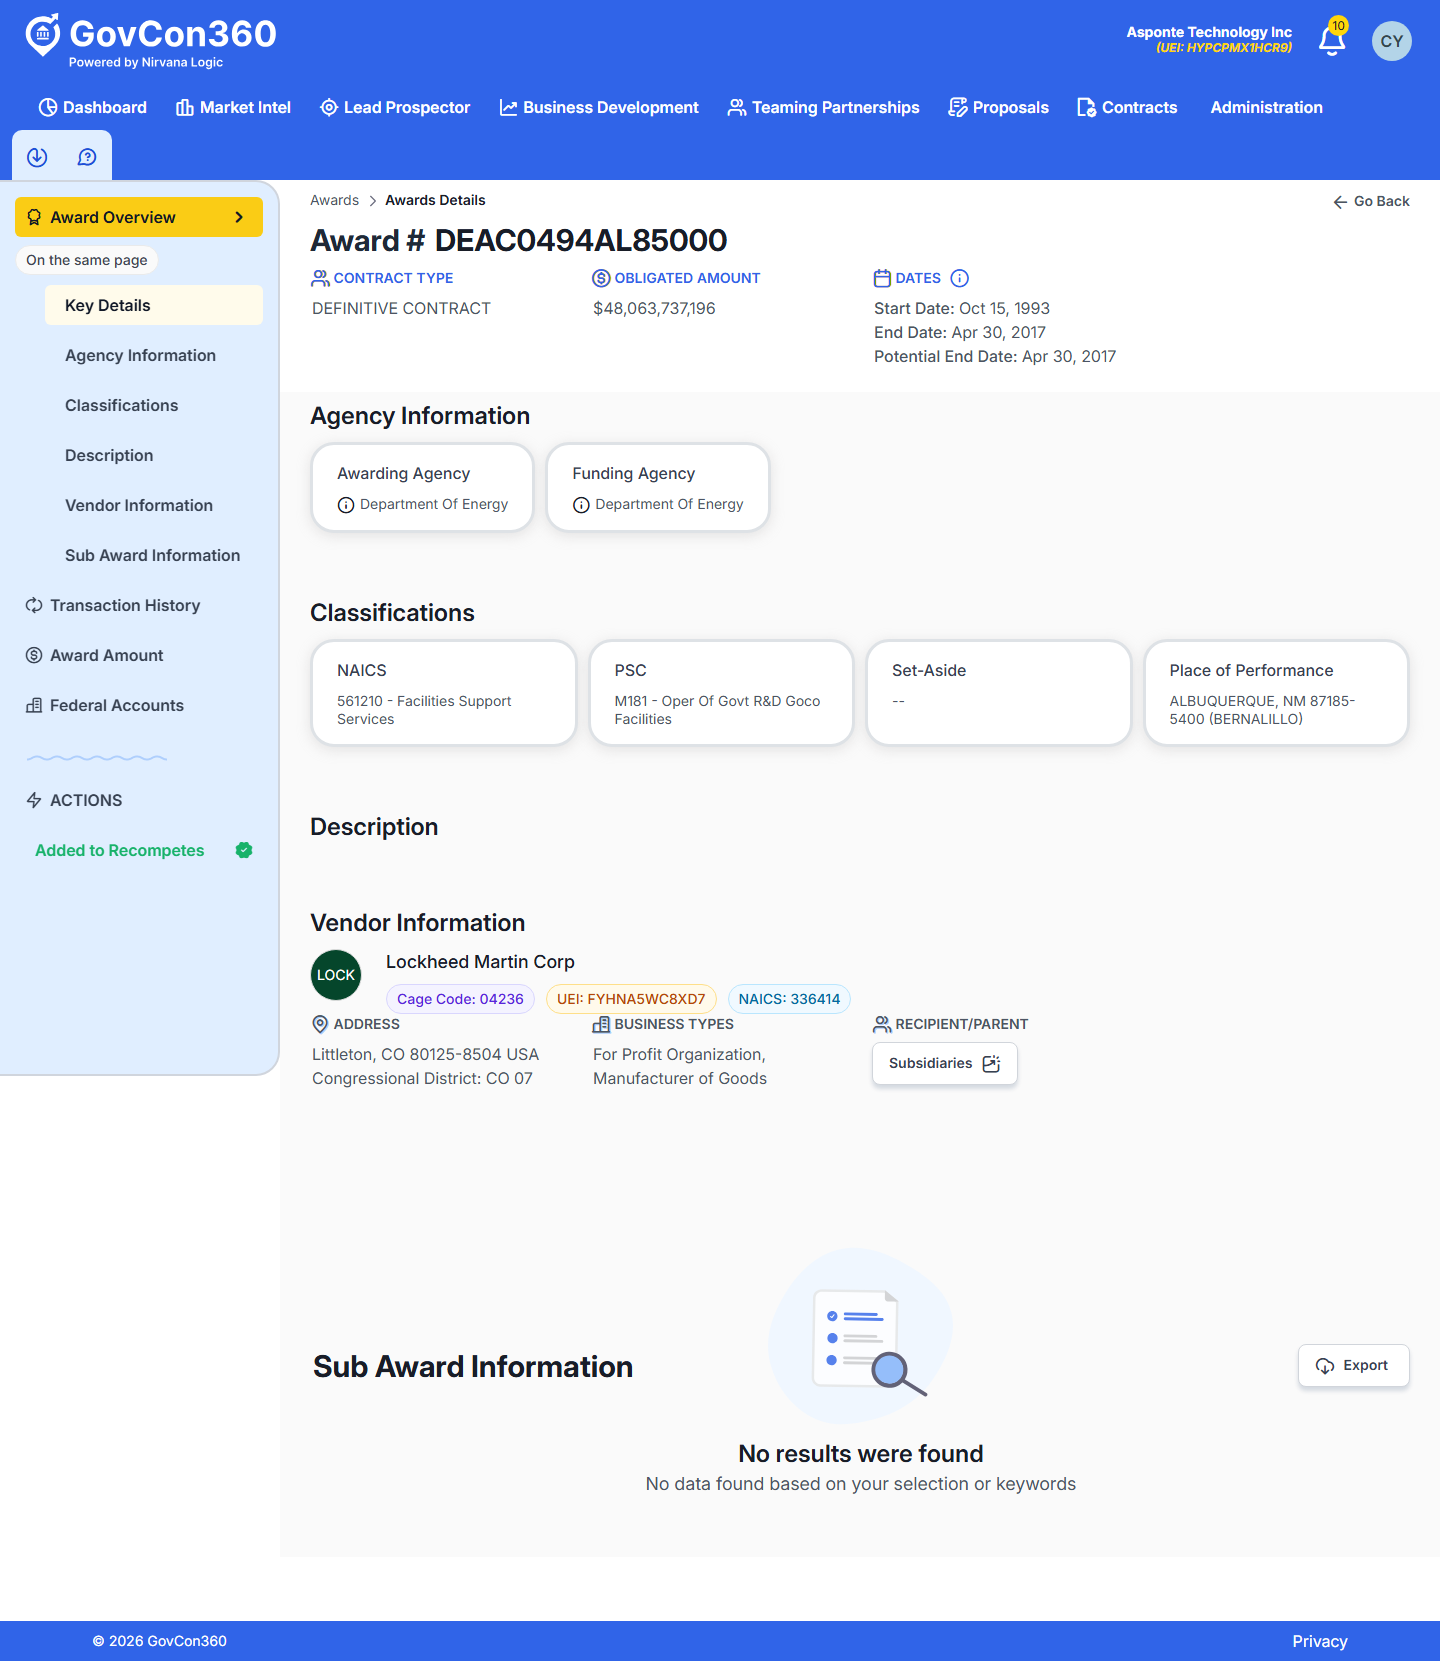 GovCon360
Powered by Nirvana Logic
Asponte Technology Inc
(UEI: HYPCPMX1HCR9)
10
CY
Dashboard
Market Intel
Lead Prospector
Business Development
Teaming Partnerships
Proposals
Contracts
Administration
Award Overview
On the same page
Key Details
Agency Information
Classifications
Description
Vendor Information
Sub Award Information
Transaction History
Award Amount
Federal Accounts
ACTIONS
Added to Recompetes
Awards
Awards Details
Go Back
Award # DEAC0494AL85000
CONTRACT TYPE
DEFINITIVE CONTRACT
OBLIGATED AMOUNT
$48,063,737,196
DATES
Start Date: Oct 15, 1993
End Date: Apr 30, 2017
Potential End Date: Apr 30, 2017
Agency Information
Awarding Agency
Department Of Energy
Funding Agency
Department Of Energy
Classifications
NAICS
561210 - Facilities Support
Services
PSC
M181 - Oper Of Govt R&D Goco
Facilities
Set-Aside
--
Place of Performance
ALBUQUERQUE, NM 87185-
5400 (BERNALILLO)
Description
Vendor Information
LOCK
Lockheed Martin Corp
Cage Code: 04236
UEI: FYHNA5WC8XD7
NAICS: 336414
ADDRESS
Littleton, CO 80125-8504 USA
Congressional District: CO 07
BUSINESS TYPES
For Profit Organization,
Manufacturer of Goods
RECIPIENT/PARENT
Subsidiaries
Sub Award Information
Export
No results were found
No data found based on your selection or keywords
© 2026 GovCon360
Privacy